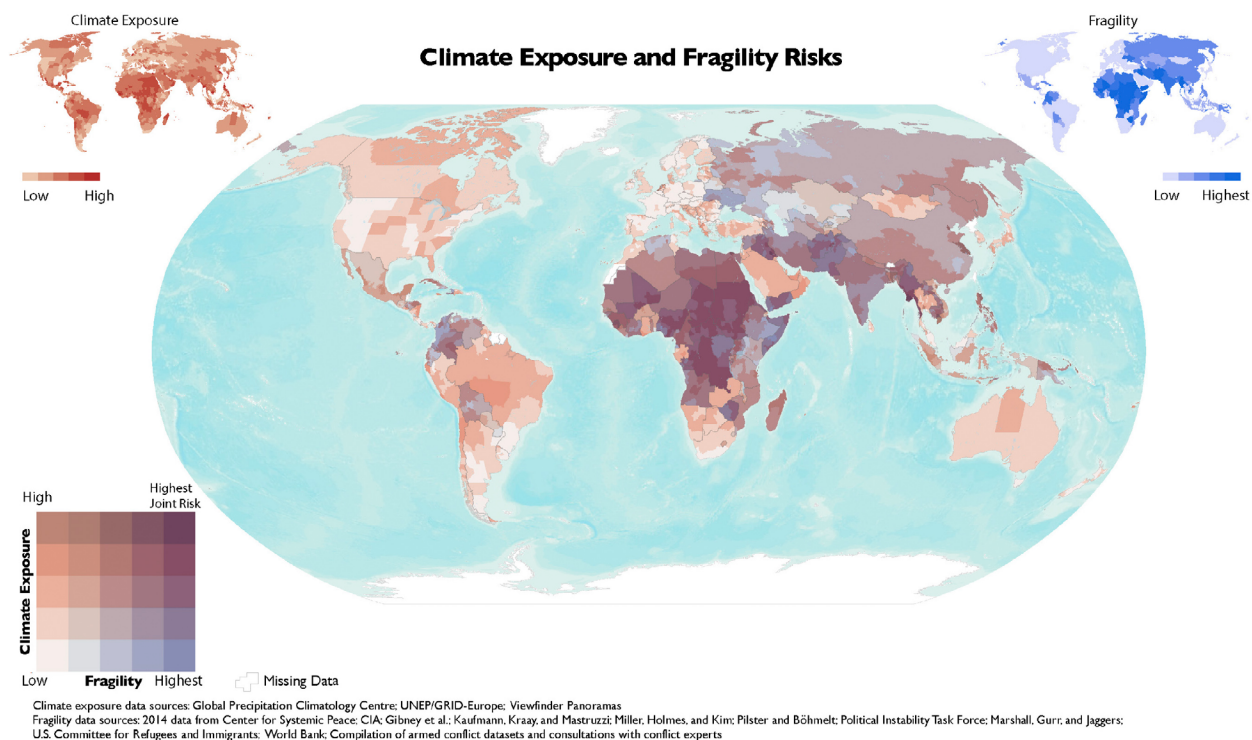 Climate Exposure
Fragility
Climate Exposure and Fragility Risks
Low High
Low Highest
High
Highest
Joint Risk
Climate Exposure
Low Fragility Highest
Missing Data
Climate exposure data sources: Global Precipitation Climatology Centre; UNEP/GRID-Europe; Viewfinder Panoramas
Fragility data sources: 2014 data from Center for Systemic Peace; CIA; Gibney et al.; Kaufmann, Kraay, and Mastruzzi; Miller, Holmes, and Kim; Pilster and Böhmelt; Political Instability Task Force; Marshall, Gurr, and Jaggers;
U.S. Committee for Refugees and Immigrants; World Bank; Compilation of armed conflict datasets and consultations with conflict experts